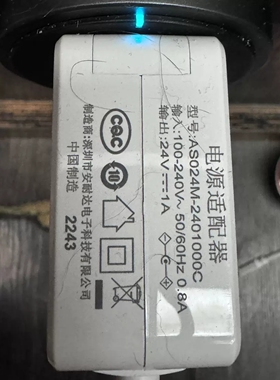 电源适配器
型号:AS024M-2401000C
输入:100-240V~ 50/60Hz 0.8A
输出:24V⎓1A
CQC
10
制造商:深圳市安耐达电子科技有限公司
中国制造
2243